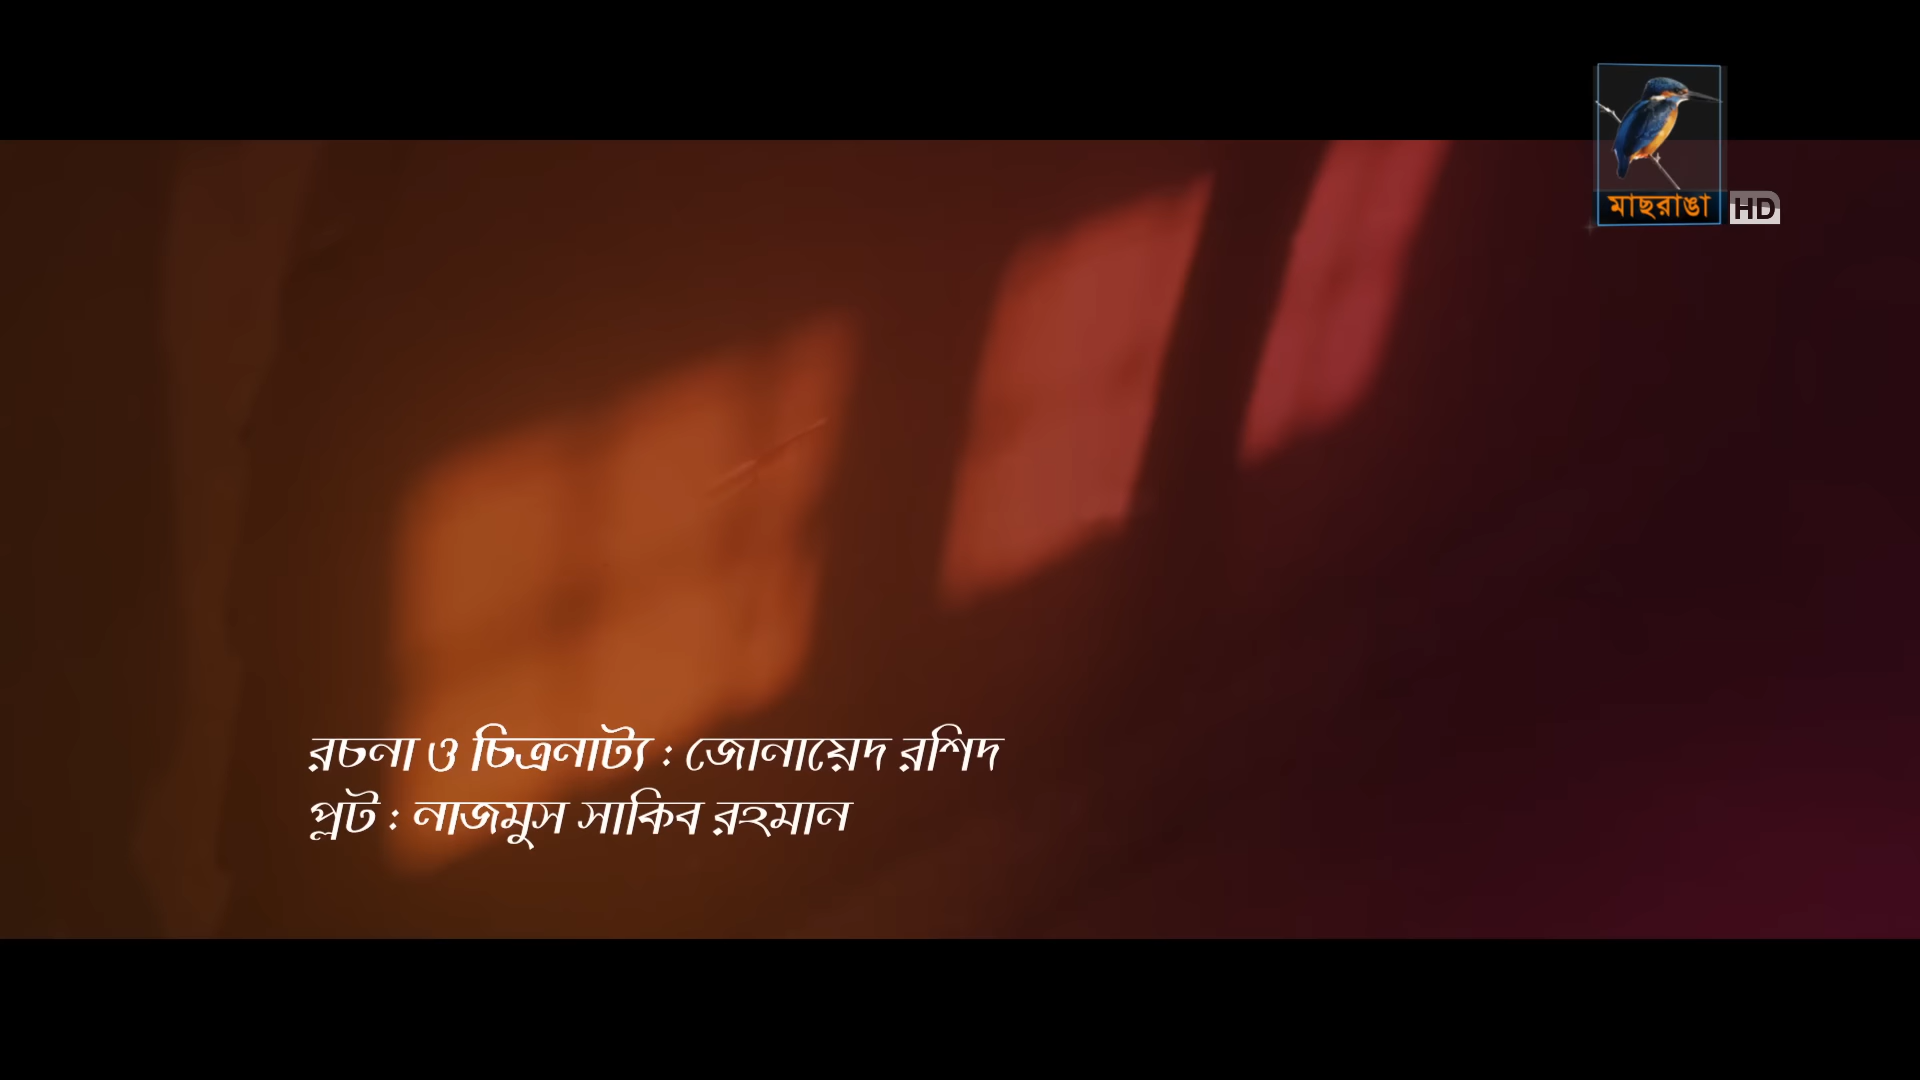 মাছরাঙা
HD
রচনা ও চিত্রনাট্য : জোনায়েদ রশিদ
প্লট : নাজমুস সাকিব রহমান